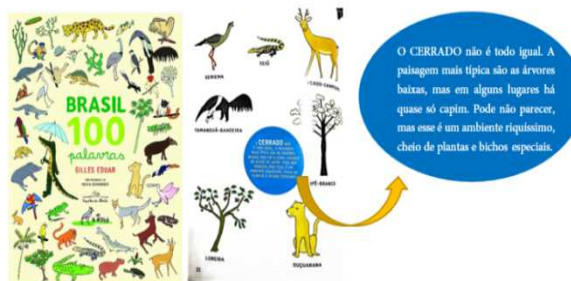 BRASIL
100
palavras
GILLES EDUAR
SERIEMA
TEIÚ
VEADO-CAMPEIRO
TAMANDUÁ-BANDEIRA
O CERRADO
IPÊ-BRANCO
LOBEIRA
SUÇUARANA
O CERRADO não é todo igual. A
paisagem mais típica são as árvores
baixas, mas em alguns lugares há
quase só capim. Pode não parecer,
mas esse é um ambiente riquíssimo,
cheio de plantas e bichos especiais.